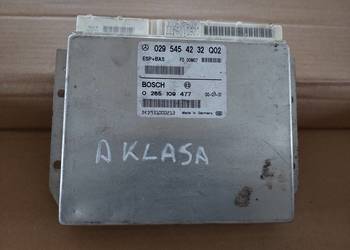 029 545 42 32 Q02
ESP+BAS
BOSCH
0 265 109 477
Made in Germany
A KLASA